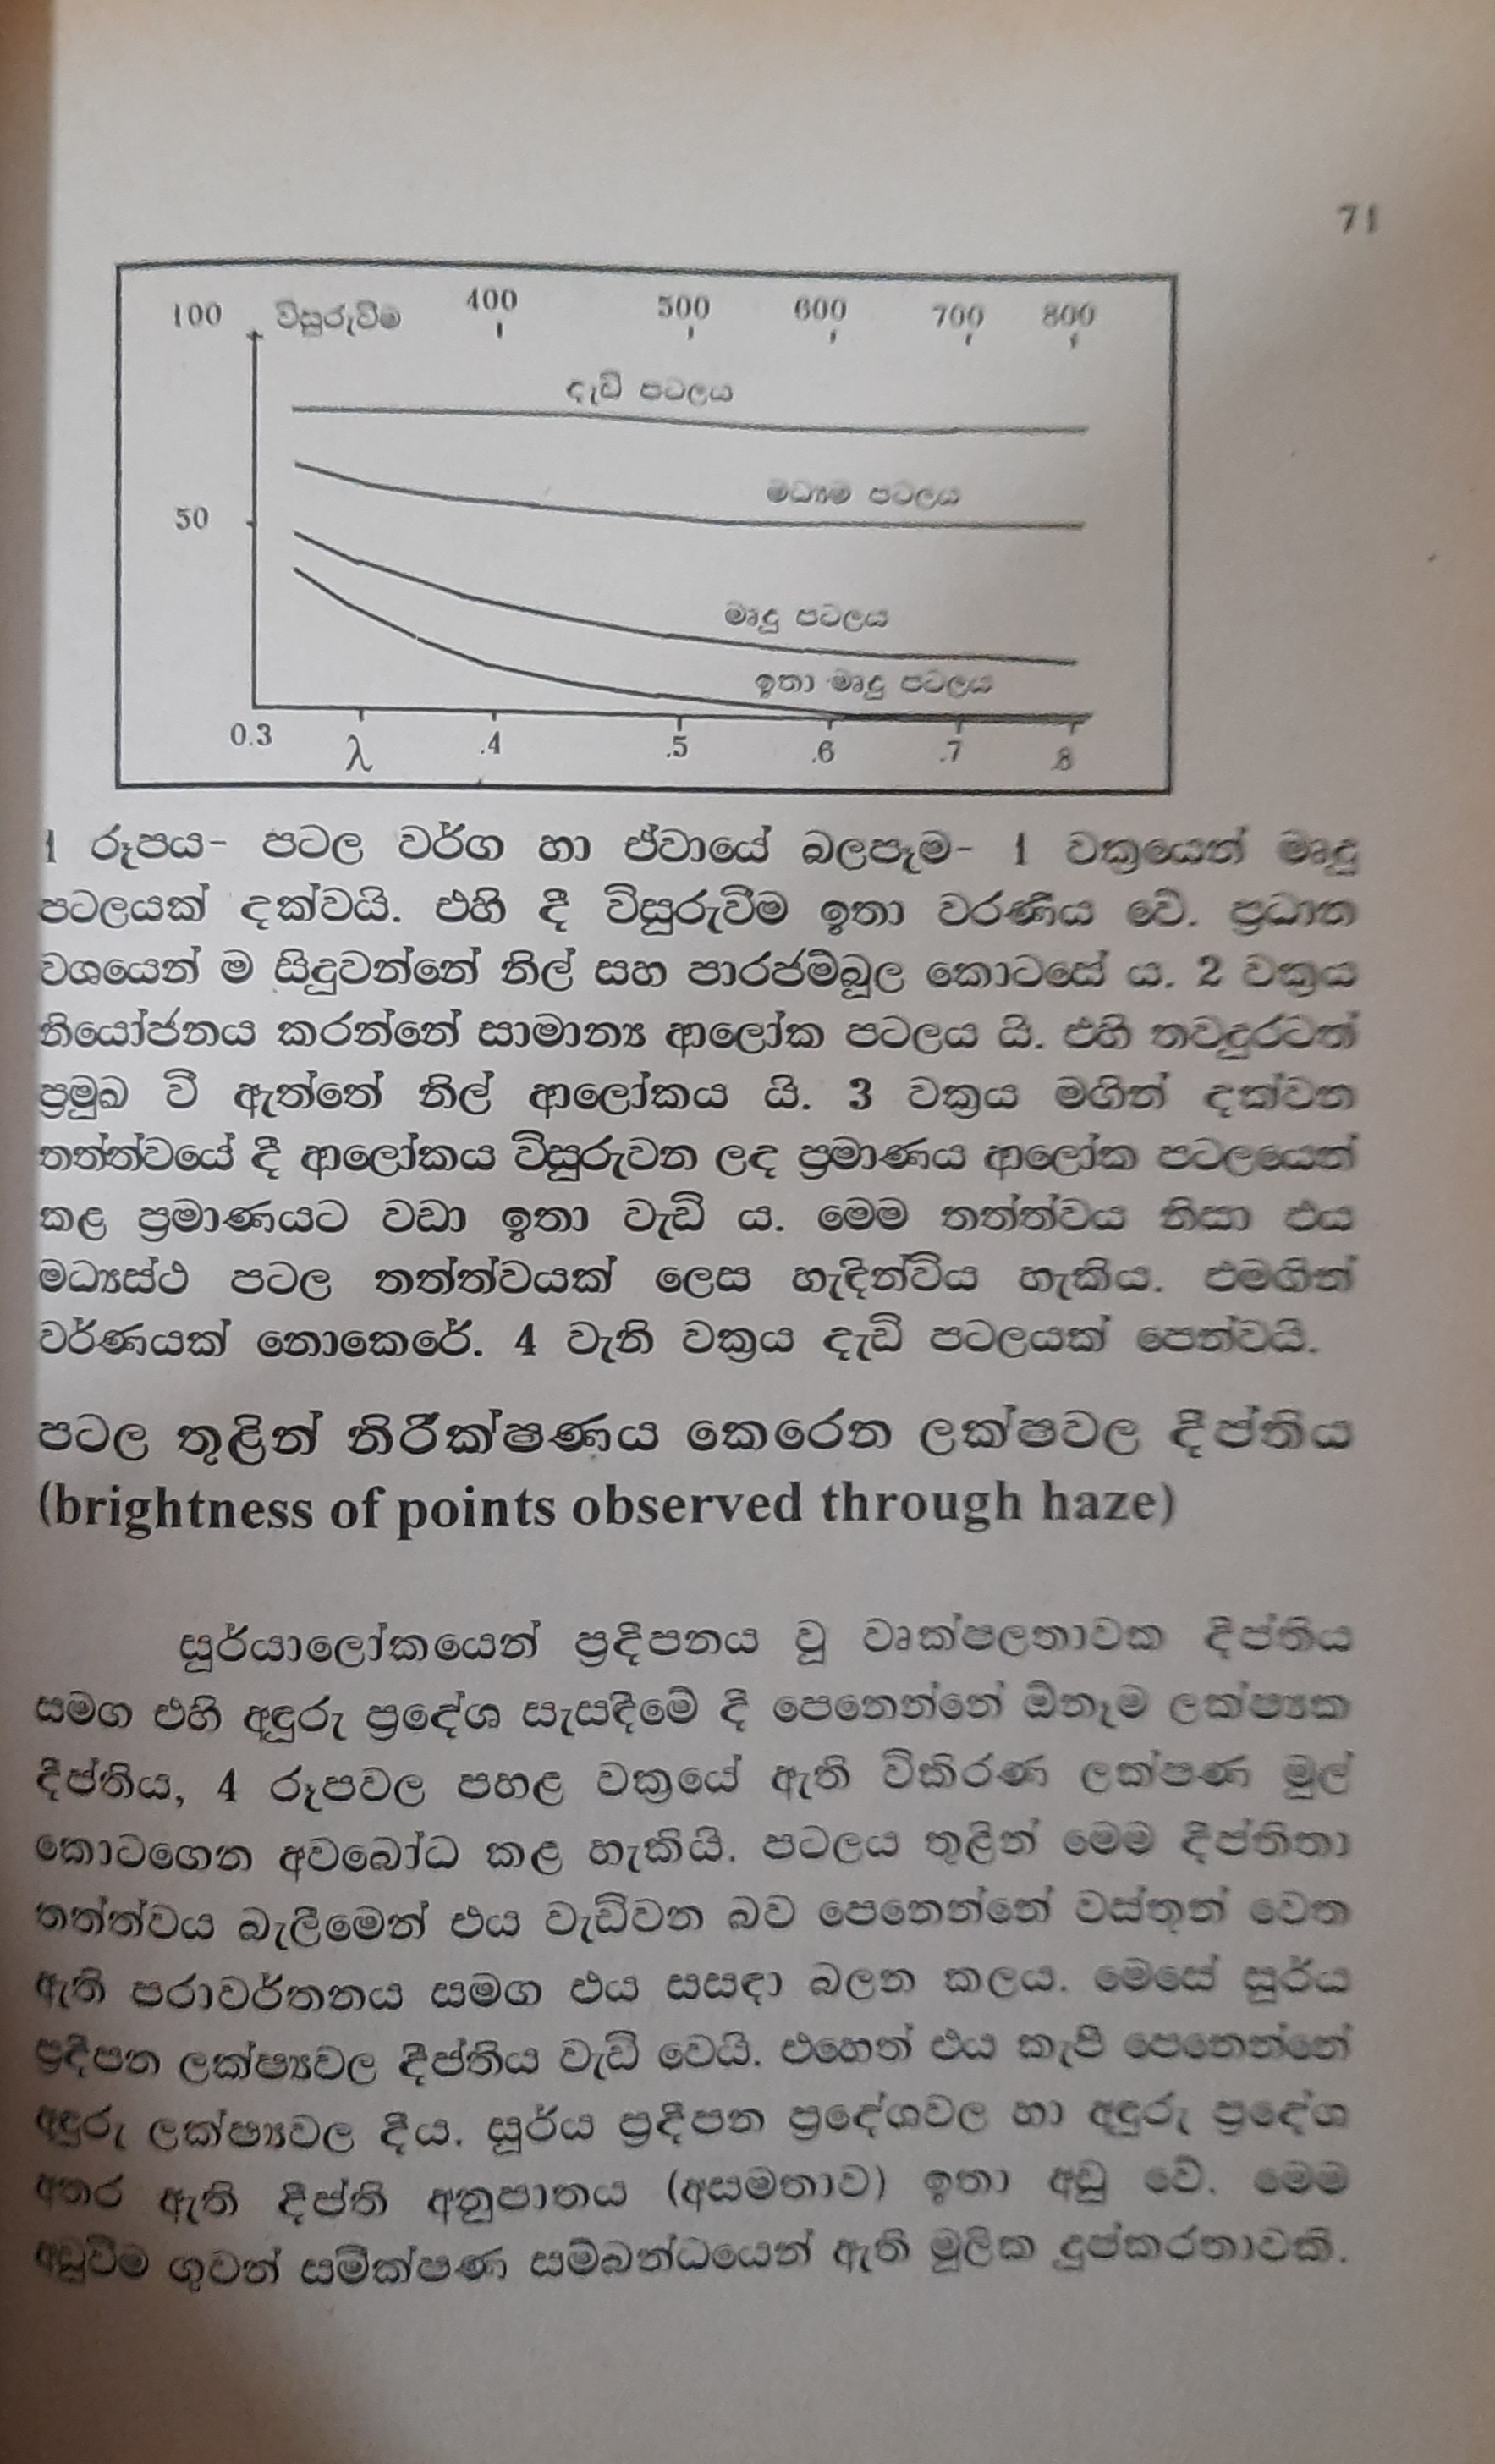 71
100 විසුරුවීම 400 500 600 700 800
දැඩි පටලය
මධ්‍යම පටලය
50
මෘදු පටලය
ඉතා මෘදු පටලය
0.3 λ .4 .5 .6 .7 .8
1 රූපය- පටල වර්ග හා ඒවායේ බලපෑම- 1 වක්‍රයෙන් මෘදු
පටලයක් දක්වයි. එහි දී විසුරුවීම ඉතා වරණීය වේ. ප්‍රධාන
වශයෙන් ම සිදුවන්නේ නිල් සහ පාරජම්බූල කොටසේ ය. 2 වක්‍රය
නියෝජනය කරන්නේ සාමාන්‍ය ආලෝක පටලය යි. එහි තවදුරටත්
ප්‍රමුඛ වී ඇත්තේ නිල් ආලෝකය යි. 3 වක්‍රය මගින් දක්වන
තත්ත්වයේ දී ආලෝකය විසුරුවන ලද ප්‍රමාණය ආලෝක පටලයෙන්
කළ ප්‍රමාණයට වඩා ඉතා වැඩි ය. මෙම තත්ත්වය නිසා එය
මධ්‍යස්ථ පටල තත්ත්වයක් ලෙස හැඳින්විය හැකිය. එමගින්
වර්ණයක් නොකෙරේ. 4 වැනි වක්‍රය දැඩි පටලයක් පෙන්වයි.
පටල තුළින් නිරීක්ෂණය කෙරෙන ලක්ෂවල දීප්තිය
(brightness of points observed through haze)
සූර්යාලෝකයෙන් ප්‍රදීපනය වූ වෘක්ෂලතාවක දීප්තිය
සමග එහි අඳුරු ප්‍රදේශ සැසඳීමේ දී පෙනෙන්නේ ඕනෑම ලක්ෂ්‍යක
දීප්තිය, 4 රූපවල පහළ වක්‍රයේ ඇති විකිරණ ලක්ෂණ මුල්
කොටගෙන අවබෝධ කළ හැකියි. පටලය තුළින් මෙම දීප්තිතා
තත්ත්වය බැලීමෙන් එය වැඩිවන බව පෙනෙන්නේ වස්තූන් වෙත
ඇති පරාවර්තනය සමග එය සසඳා බලන කලය. මෙසේ සූර්ය
ප්‍රදීපන ලක්ෂ්‍යවල දීප්තිය වැඩි වෙයි. එහෙත් එය කැපී පෙනෙන්නේ
අඳුරු ලක්ෂ්‍යවල දීය. සූර්ය ප්‍රදීපන ප්‍රදේශවල හා අඳුරු ප්‍රදේශ
අතර ඇති දීප්ති අනුපාතය (අසමතාව) ඉතා අඩු වේ. මෙම
අඩුවීම ගුවන් සමීක්ෂණ සම්බන්ධයෙන් ඇති මූලික දුෂ්කරතාවකි.